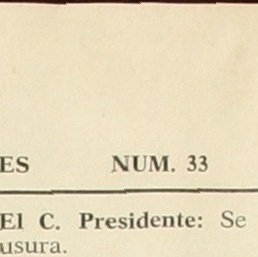 ES NUM. 33
El C. Presidente: Se
usura.